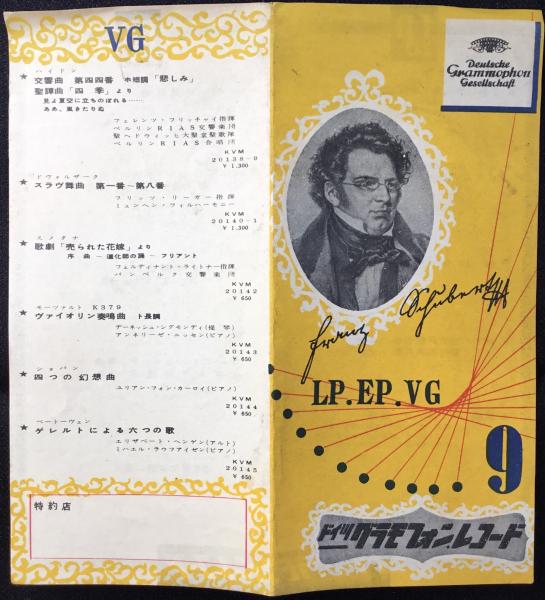 VG
ハイドン
★ 交響曲 第四四番 ホ短調「悲しみ」
聖譚曲「四季」より
見よ夏空に立ちのぼれる……
ああ、嵐きたりぬ
フェレンツ・フリッチャイ指揮
ベルリンRIAS交響楽団
聖ヘドウィッヒ大聖堂聖歌隊
ベルリンRIAS合唱団
KVM
20138-9
¥1,300
ドヴォルザーク
★ スラヴ舞曲 第一番~第八番
フリッツ・リーガー指揮
ミュンヘン・フィルハーモニー
KVM
20140-1
¥1,300
スメタナ
★ 歌劇「売られた花嫁」より
序曲-道化師の踊-フリアント
フェルディナント・ライトナー指揮
バンベルク交響楽団
KVM
20142
¥650
モーツァルト K379
★ ヴァイオリン奏鳴曲 ト長調
デーネッシュ・ツグモンディ(提琴)
アンネリーゼ・ニッセン(ピアノ)
KVM
20143
¥650
ショパン
★ 四つの幻想曲
ユリアン・フォン・カーロイ(ピアノ)
KVM
20144
¥650
ベートーヴェン
★ ゲレルトによる六つの歌
エリザベート・ヘンゲン(アルト)
ミハエル・ラウフアイゼン(ピアノ)
KVM
20145
¥650
特約店
Deutsche
Grammophon
Gesellschaft
Franz Schubert
LP.EP.VG
9
ドイツ グラモフォンレコード